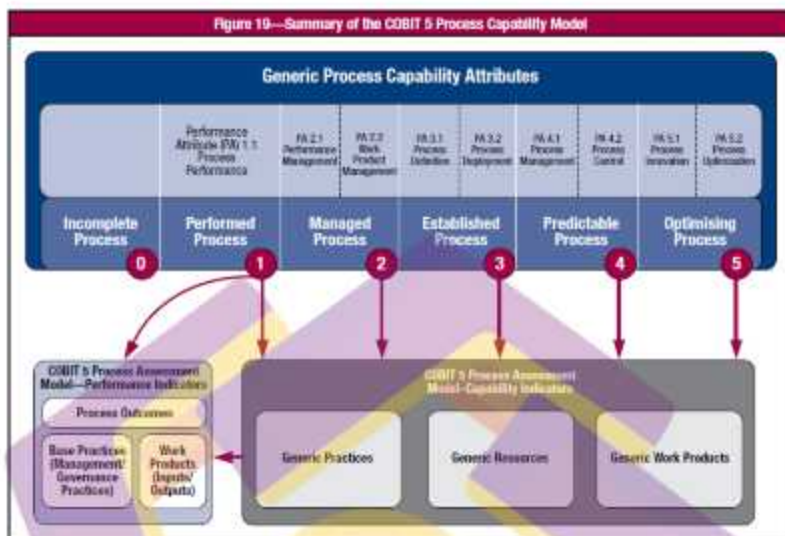 Figure 19—Summary of the COBIT 5 Process Capability Model
Generic Process Capability Attributes
Performance
Attribute (PA) 1.1
Process
Performance
PA 2.1
Performance
Management
PA 2.2
Work
Product
Management
PA 3.1
Process
Definition
PA 3.2
Process
Deployment
PA 4.1
Process
Management
PA 4.2
Process
Control
PA 5.1
Process
Innovation
PA 5.2
Process
Optimisation
Incomplete
Process
0
Performed
Process
1
Managed
Process
2
Established
Process
3
Predictable
Process
4
Optimising
Process
5
COBIT 5 Process Assessment
Model—Performance Indicators
Process Outcomes
Base Practices
(Management/
Governance
Practices)
Work
Products
(Inputs/
Outputs)
COBIT 5 Process Assessment
Model–Capability Indicators
Generic Practices
Generic Resources
Generic Work Products